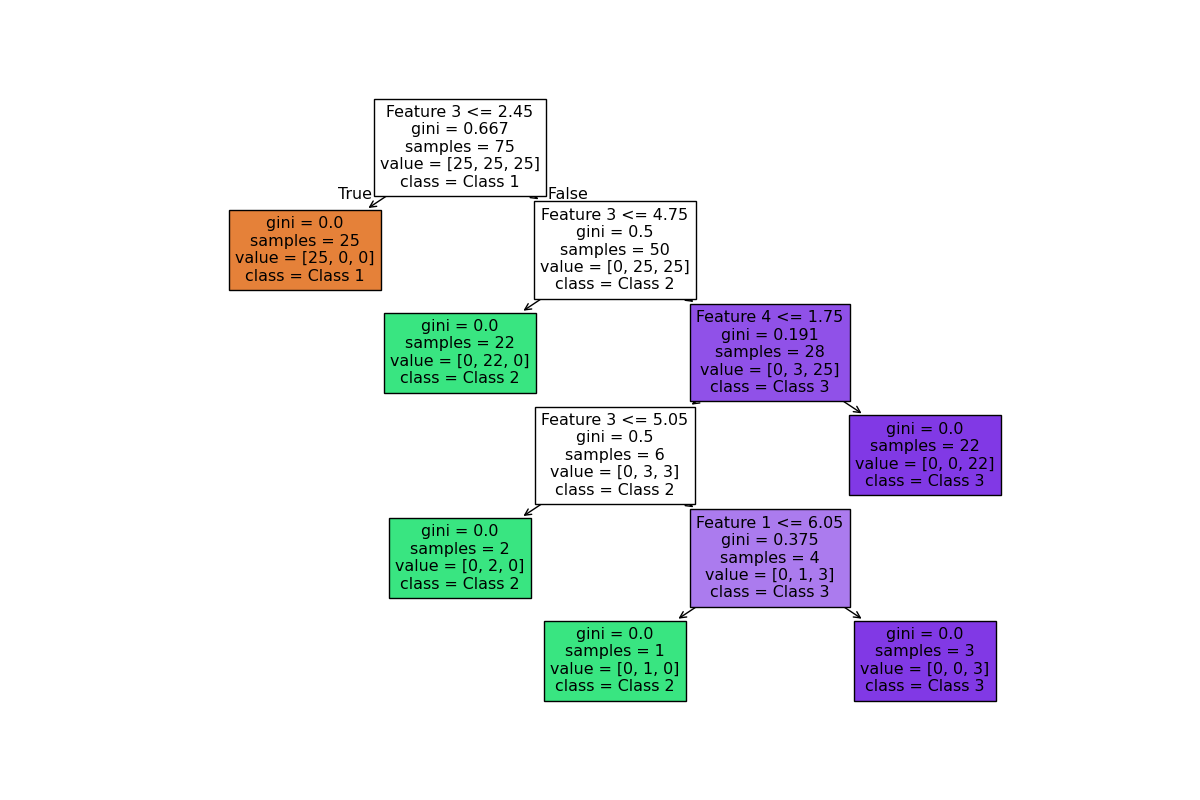 Feature 3 <= 2.45
gini = 0.667
samples = 75
value = [25, 25, 25]
class = Class 1
True
False
gini = 0.0
samples = 25
value = [25, 0, 0]
class = Class 1
Feature 3 <= 4.75
gini = 0.5
samples = 50
value = [0, 25, 25]
class = Class 2
gini = 0.0
samples = 22
value = [0, 22, 0]
class = Class 2
Feature 4 <= 1.75
gini = 0.191
samples = 28
value = [0, 3, 25]
class = Class 3
Feature 3 <= 5.05
gini = 0.5
samples = 6
value = [0, 3, 3]
class = Class 2
gini = 0.0
samples = 22
value = [0, 0, 22]
class = Class 3
gini = 0.0
samples = 2
value = [0, 2, 0]
class = Class 2
Feature 1 <= 6.05
gini = 0.375
samples = 4
value = [0, 1, 3]
class = Class 3
gini = 0.0
samples = 1
value = [0, 1, 0]
class = Class 2
gini = 0.0
samples = 3
value = [0, 0, 3]
class = Class 3